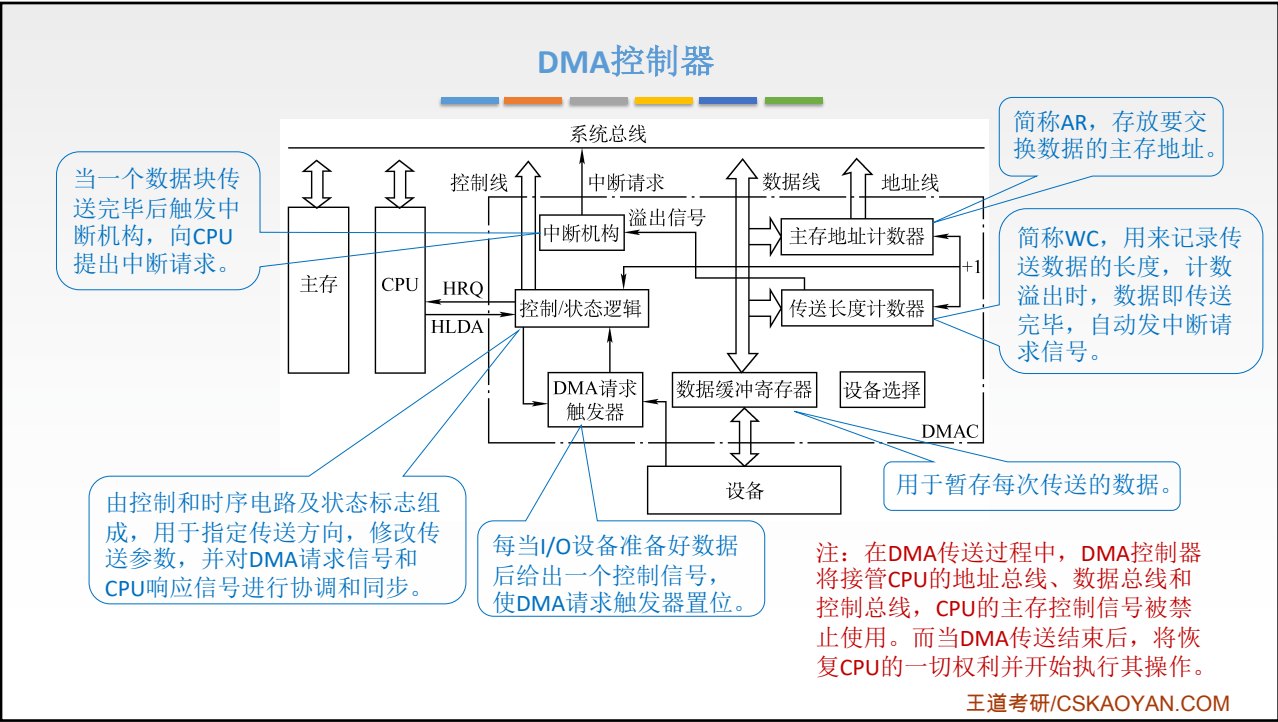 DMA控制器
系统总线
当一个数据块传
送完毕后触发中
断机构，向CPU
提出中断请求。
主存
CPU
控制线
中断请求
数据线
地址线
中断机构
溢出信号
主存地址计数器
+1
HRQ
HLDA
控制/状态逻辑
传送长度计数器
DMA请求
触发器
数据缓冲寄存器
设备选择
DMAC
设备
简称AR，存放要交
换数据的主存地址。
简称WC，用来记录传
送数据的长度，计数
溢出时，数据即传送
完毕，自动发中断请
求信号。
由控制和时序电路及状态标志组
成，用于指定传送方向，修改传
送参数，并对DMA请求信号和
CPU响应信号进行协调和同步。
每当I/O设备准备好数据
后给出一个控制信号，
使DMA请求触发器置位。
用于暂存每次传送的数据。
注：在DMA传送过程中，DMA控制器
将接管CPU的地址总线、数据总线和
控制总线，CPU的主存控制信号被禁
止使用。而当DMA传送结束后，将恢
复CPU的一切权利并开始执行其操作。
王道考研/CSKAOYAN.COM